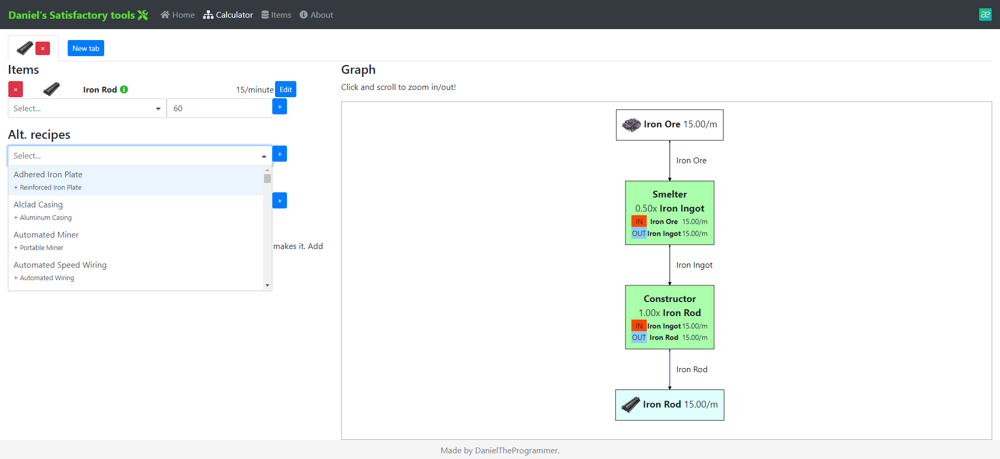 Daniel's Satisfactory tools Home Calculator Items About æ
× New tab
Items
× Iron Rod 15/minute Edit
Select... 60 +
Alt. recipes
Select... +
Adhered Iron Plate
+ Reinforced Iron Plate
Alclad Casing
+ Aluminum Casing
+
Automated Miner
+ Portable Miner
makes it. Add
Automated Speed Wiring
+ Automated Wiring
Graph
Click and scroll to zoom in/out!
Iron Ore 15.00/m
Iron Ore
Smelter
0.50x Iron Ingot
IN Iron Ore 15.00/m
OUT Iron Ingot 15.00/m
Iron Ingot
Constructor
1.00x Iron Rod
IN Iron Ingot 15.00/m
OUT Iron Rod 15.00/m
Iron Rod
Iron Rod 15.00/m
Made by DanielTheProgrammer.